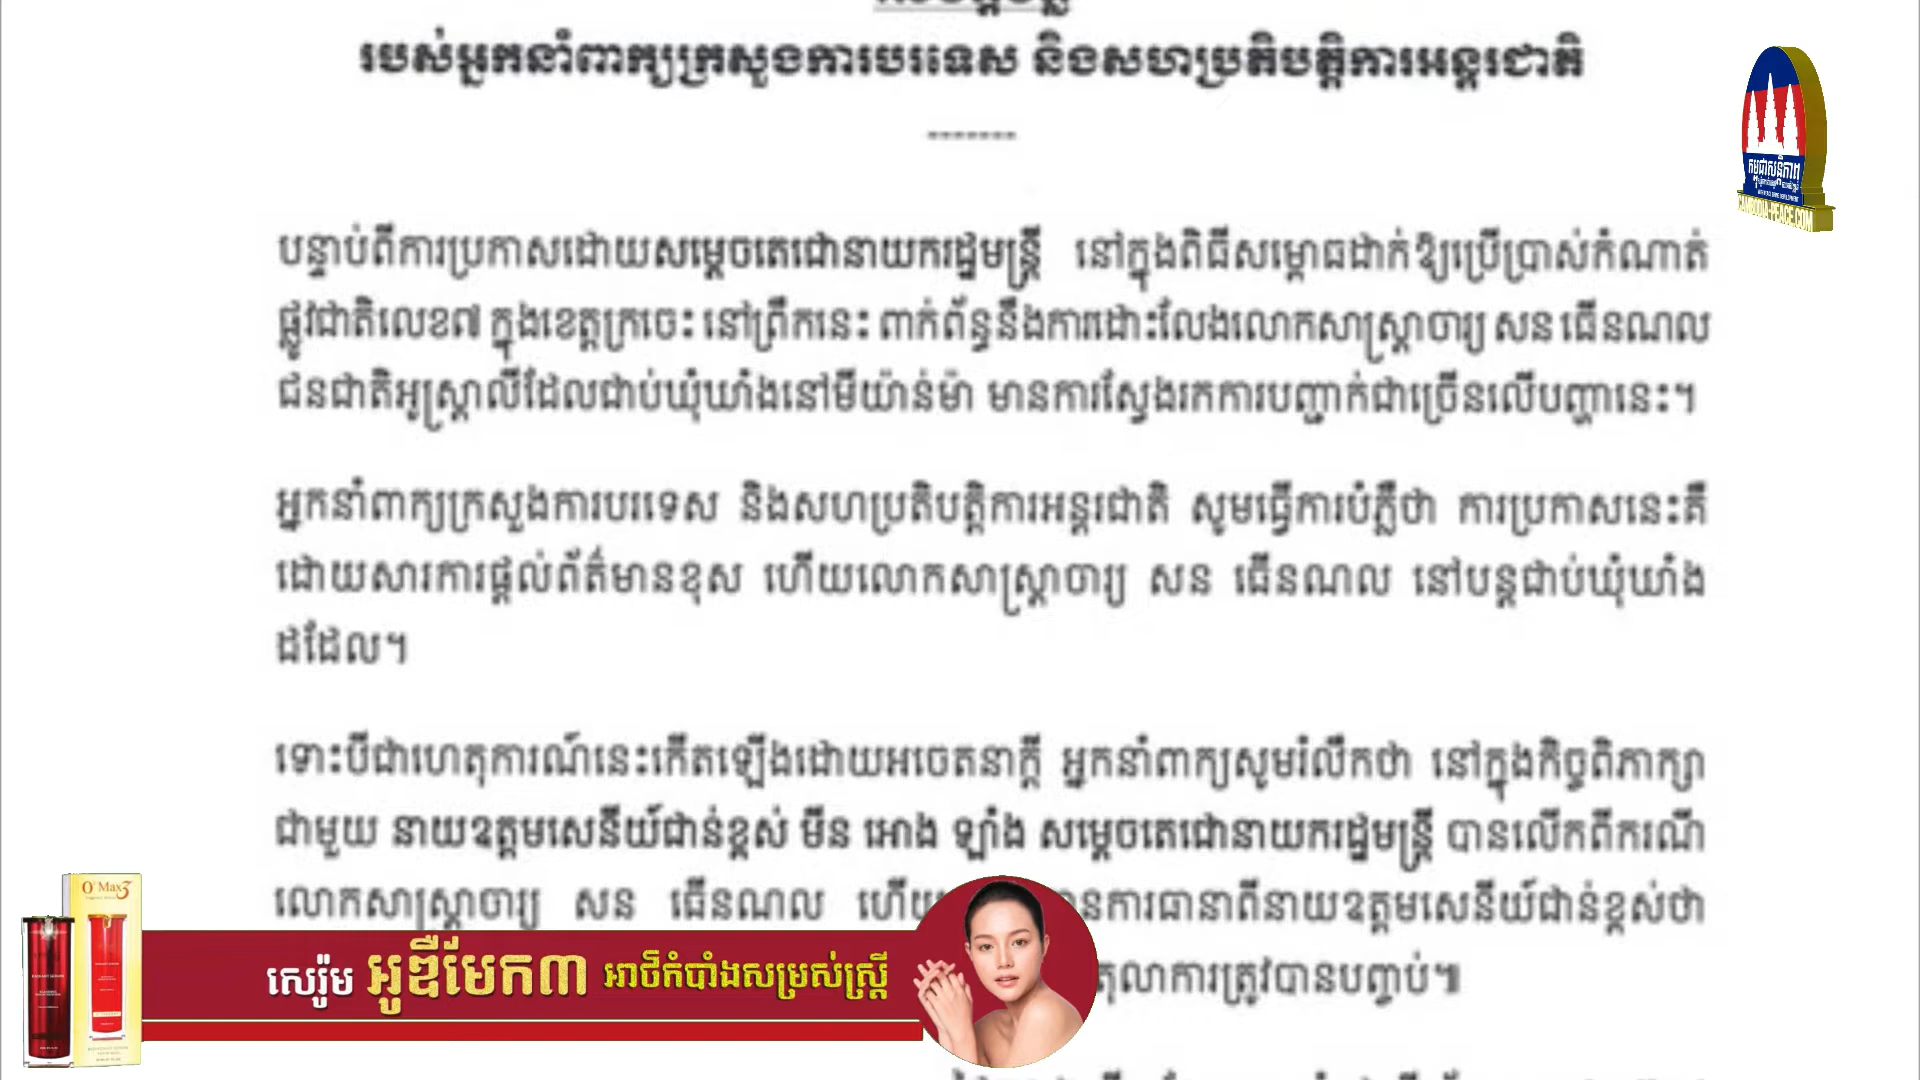 របស់អ្នកនាំពាក្យក្រសួងការបរទេស និងសហប្រតិបត្តិការអន្តរជាតិ
-------
បន្ទាប់ពីការប្រកាសដោយសម្តេចតេជោនាយករដ្ឋមន្ត្រី នៅក្នុងពិធីសម្ពោធដាក់ឱ្យប្រើប្រាស់កំណាត់
ផ្លូវជាតិលេខ៧ ក្នុងខេត្តក្រចេះ នៅព្រឹកនេះ ពាក់ព័ន្ធនឹងការដោះលែងលោកសាស្ត្រាចារ្យ សន ធើនណល
ជនជាតិអូស្ត្រាលីដែលជាប់ឃុំឃាំងនៅមីយ៉ាន់ម៉ា មានការស្វែងរកការបញ្ជាក់ជាច្រើនលើបញ្ហានេះ។
អ្នកនាំពាក្យក្រសួងការបរទេស និងសហប្រតិបត្តិការអន្តរជាតិ សូមធ្វើការបំភ្លឺថា ការប្រកាសនេះគឺ
ដោយសារការផ្តល់ព័ត៌មានខុស ហើយលោកសាស្ត្រាចារ្យ សន ធើនណល នៅបន្តជាប់ឃុំឃាំង
ដដែល។
ទោះបីជាហេតុការណ៍នេះកើតឡើងដោយអចេតនាក្តី អ្នកនាំពាក្យសូមរំលឹកថា នៅក្នុងកិច្ចពិភាក្សា
ជាមួយ នាយឧត្តមសេនីយ៍ជាន់ខ្ពស់ មីន អោង ឡាំង សម្តេចតេជោនាយករដ្ឋមន្ត្រី បានលើកពីករណី
លោកសាស្ត្រាចារ្យ សន ធើនណល ហើយ ានការធានាពីនាយឧត្តមសេនីយ៍ជាន់ខ្ពស់ថា
តុលាការត្រូវបានបញ្ចប់៕
សេរ៉ូម អូឌឺមែក៣ អាថ៌កំបាំងសម្រស់ស្ត្រី
O' Max3
កម្ពុជាសន្តិភាព
CAMBODIA-PEACE.COM